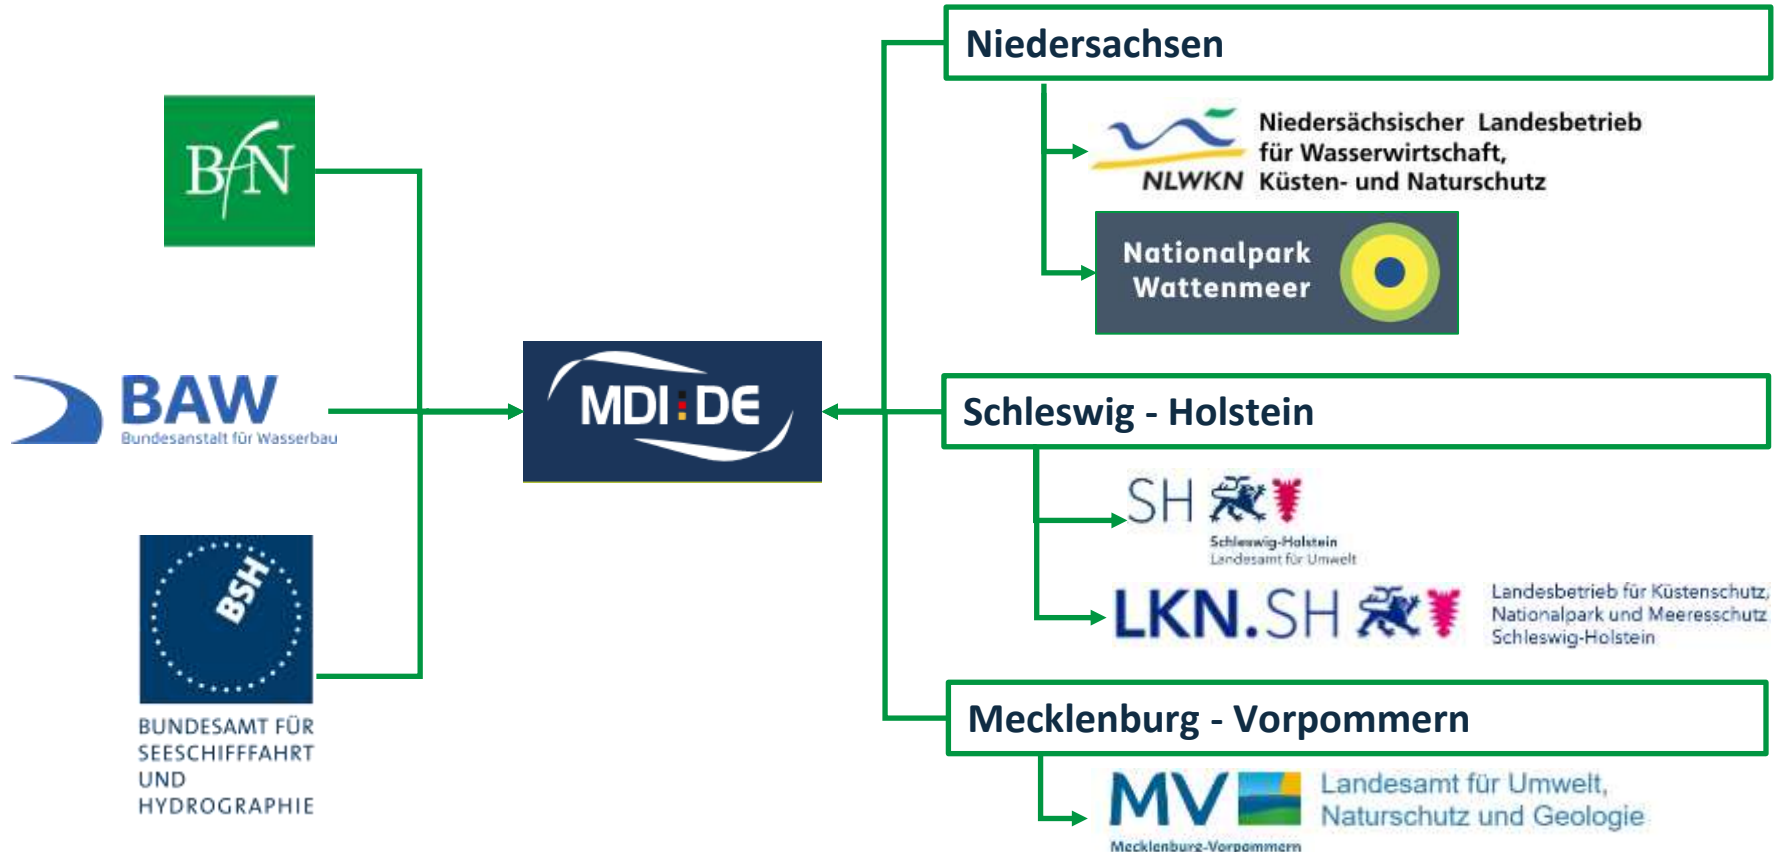 BfN
BAW
Bundesanstalt für Wasserbau
BSH
BUNDESAMT FÜR
SEESCHIFFFAHRT
UND
HYDROGRAPHIE
MDI:DE
Niedersachsen
Niedersächsischer Landesbetrieb
für Wasserwirtschaft,
NLWKN Küsten- und Naturschutz
Nationalpark
Wattenmeer
Schleswig - Holstein
SH
Schleswig-Holstein
Landesamt für Umwelt
LKN.SH
Landesbetrieb für Küstenschutz,
Nationalpark und Meeresschutz
Schleswig-Holstein
Mecklenburg - Vorpommern
MV
Mecklenburg-Vorpommern
Landesamt für Umwelt,
Naturschutz und Geologie